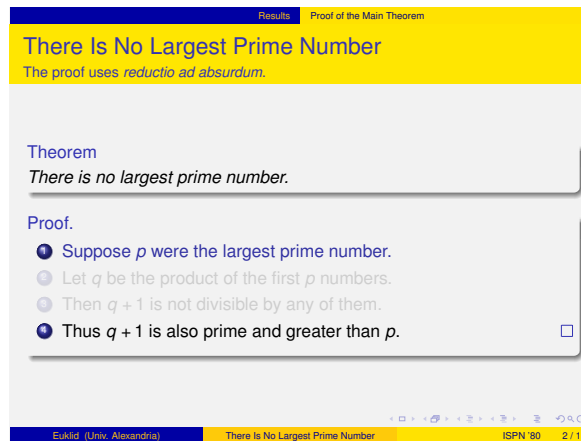 Results Proof of the Main Theorem
There Is No Largest Prime Number
The proof uses reductio ad absurdum.
Theorem
There is no largest prime number.
Proof.
1 Suppose p were the largest prime number.
2 Let q be the product of the first p numbers.
3 Then q + 1 is not divisible by any of them.
4 Thus q + 1 is also prime and greater than p.
Euklid (Univ. Alexandria) There Is No Largest Prime Number ISPN '80 2 / 1